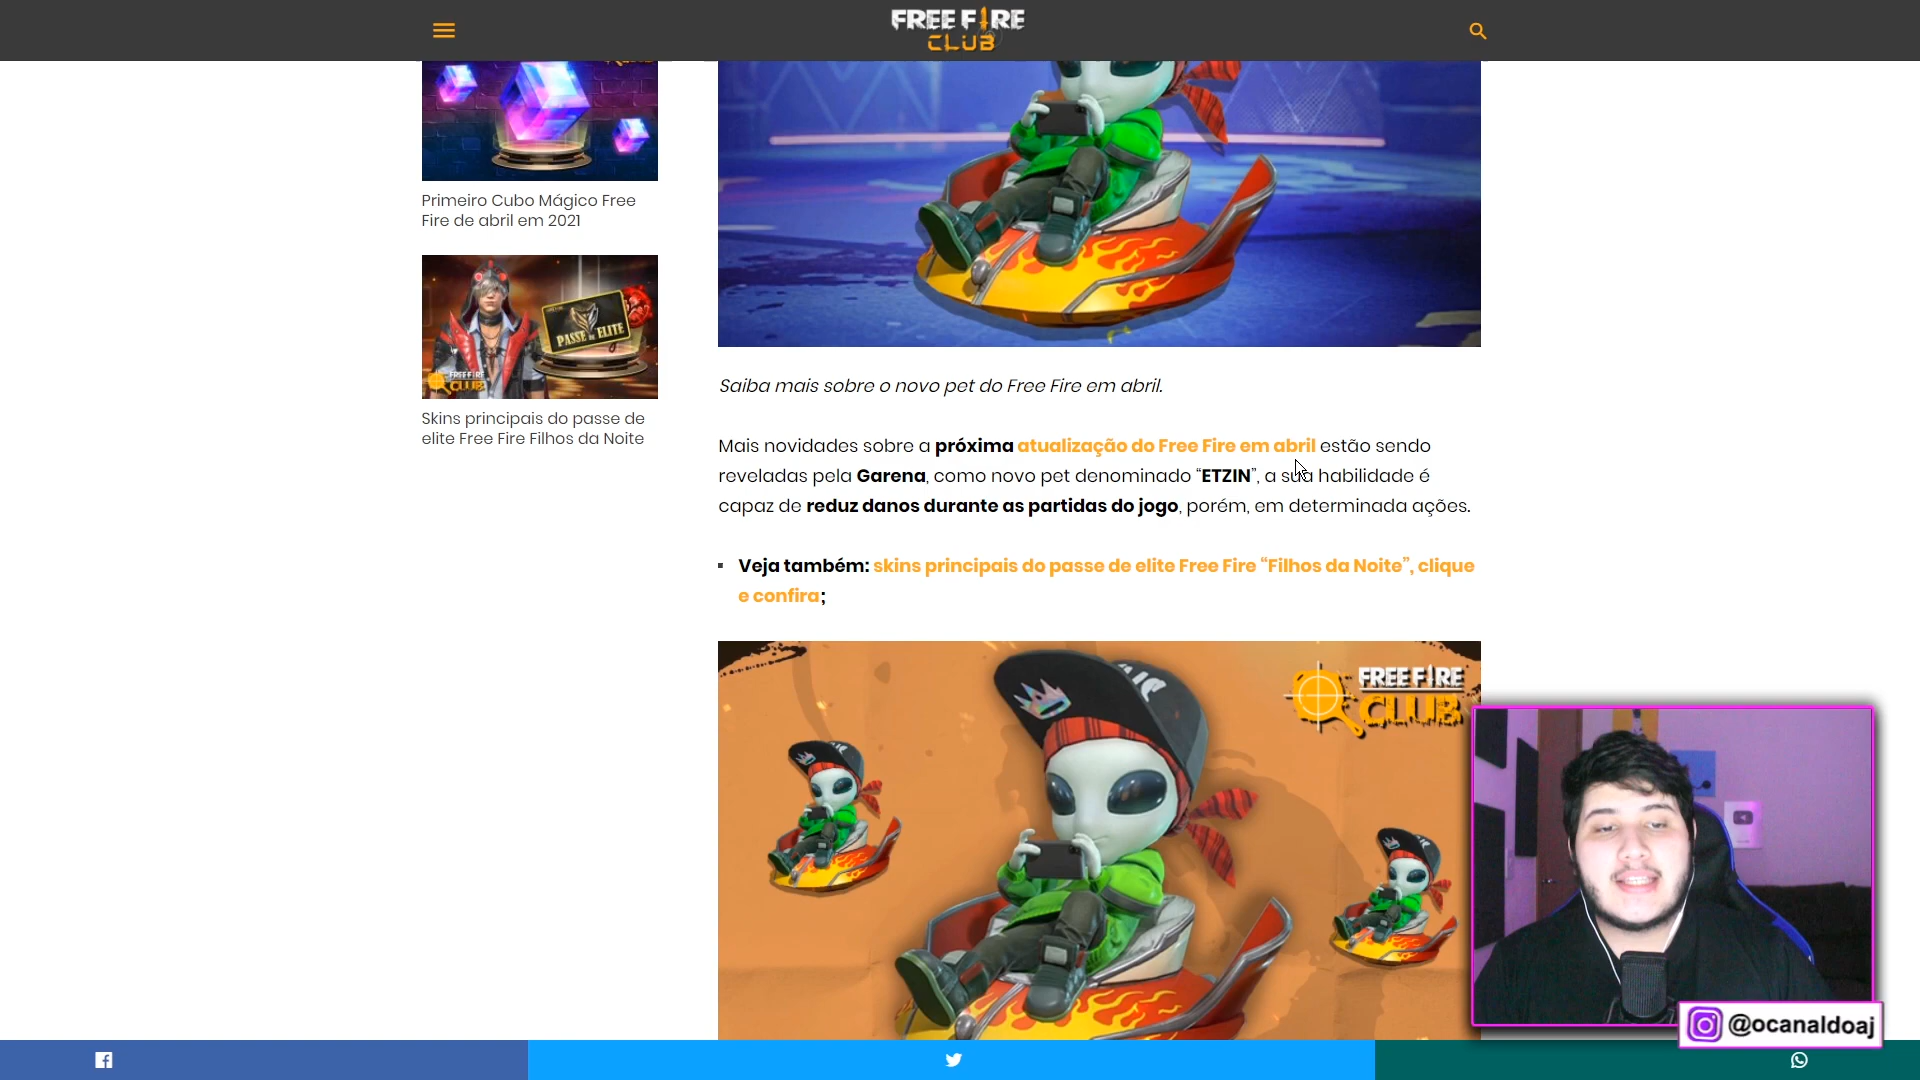 FREE FIRE
CLUB
Primeiro Cubo Mágico Free
Fire de abril em 2021
PASSE DE ELITE
FREE FIRE
CLUB
Skins principais do passe de
elite Free Fire Filhos da Noite
Saiba mais sobre o novo pet do Free Fire em abril.
Mais novidades sobre a próxima atualização do Free Fire em abril estão sendo
reveladas pela Garena, como novo pet denominado “ETZIN”, a sua habilidade é
capaz de reduz danos durante as partidas do jogo, porém, em determinada ações.
Veja também: skins principais do passe de elite Free Fire “Filhos da Noite”, clique
e confira;
FREE FIRE
CLUB
@ocanaldoaj